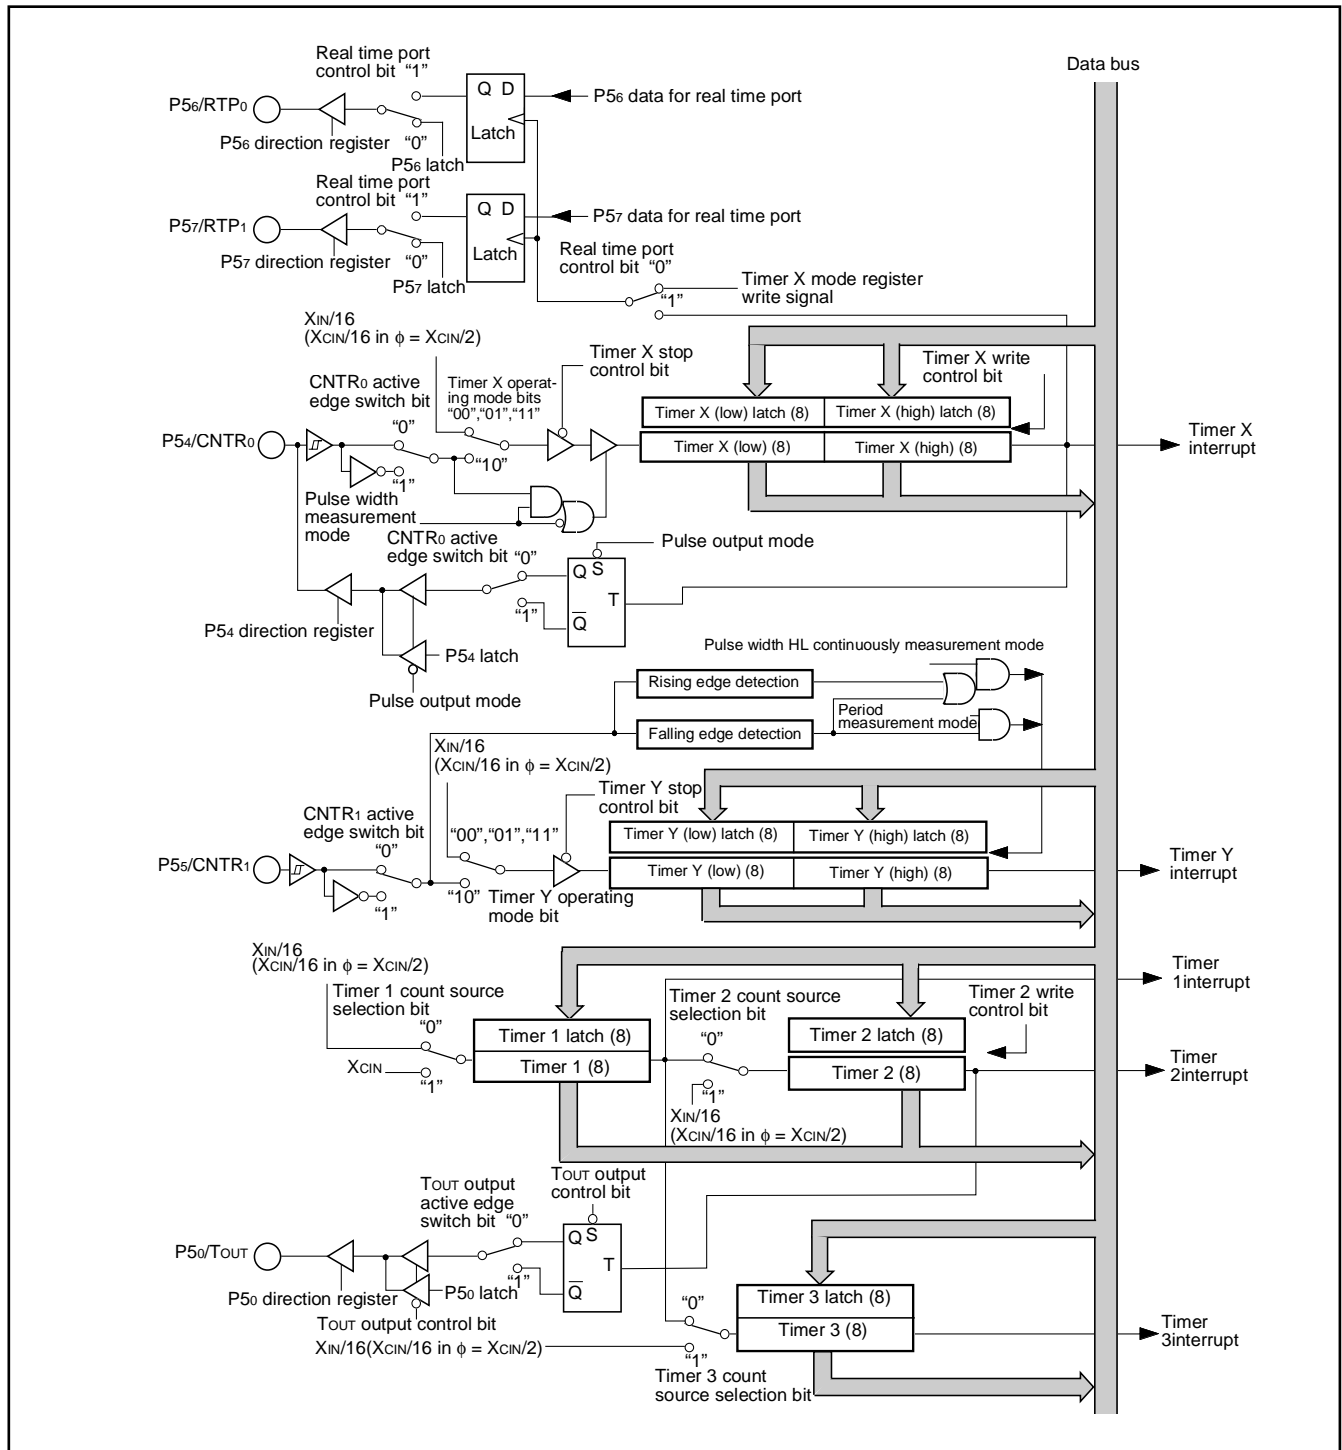 Real time port
control bit “1”
Data bus
Q D
P56 data for real time port
P56/RTP0
Latch
P56 direction register
“0”
P56 latch
Real time port
control bit “1”
Q D
P57 data for real time port
P57/RTP1
Latch
P57 direction register
“0”
P57 latch
Real time port
control bit “0”
Timer X mode register
write signal
“1”
XIN/16
(XCIN/16 in ϕ = XCIN/2)
Timer X stop
control bit
Timer X write
control bit
CNTR0 active
edge switch bit
Timer X operat-
ing mode bits
“00”,“01”,“11”
“0”
Timer X (low) latch (8)
Timer X (high) latch (8)
P54/CNTR0
Timer X (low) (8)
Timer X (high) (8)
Timer X
interrupt
“10”
“1”
Pulse width
measurement
mode
CNTR0 active
edge switch bit “0”
Pulse output mode
Q S
T
“1”
Q
P54 direction register
P54 latch
Pulse output mode
Pulse width HL continuously measurement mode
Rising edge detection
Period
measurement mode
Falling edge detection
XIN/16
(XCIN/16 in ϕ = XCIN/2)
Timer Y stop
control bit
CNTR1 active
edge switch bit
“0”
“00”,“01”,“11”
Timer Y (low) latch (8)
Timer Y (high) latch (8)
P55/CNTR1
Timer Y (low) (8)
Timer Y (high) (8)
Timer Y
interrupt
“10”
Timer Y operating
mode bit
“1”
XIN/16
(XCIN/16 in ϕ = XCIN/2)
Timer
1interrupt
Timer 1 count source
selection bit
Timer 2 count source
selection bit
Timer 2 write
control bit
“0”
Timer 1 latch (8)
“0”
Timer 2 latch (8)
XCIN
Timer 1 (8)
Timer 2 (8)
Timer
2interrupt
“1”
“1”
XIN/16
(XCIN/16 in ϕ = XCIN/2)
TOUT output
control bit
TOUT output
active edge
switch bit “0”
Q S
T
P50/TOUT
“1”
Q
P50 latch
P50 direction register
TOUT output control bit
Timer 3 latch (8)
“0”
Timer 3 (8)
Timer
3interrupt
XIN/16(XCIN/16 in ϕ = XCIN/2)
“1”
Timer 3 count
source selection bit